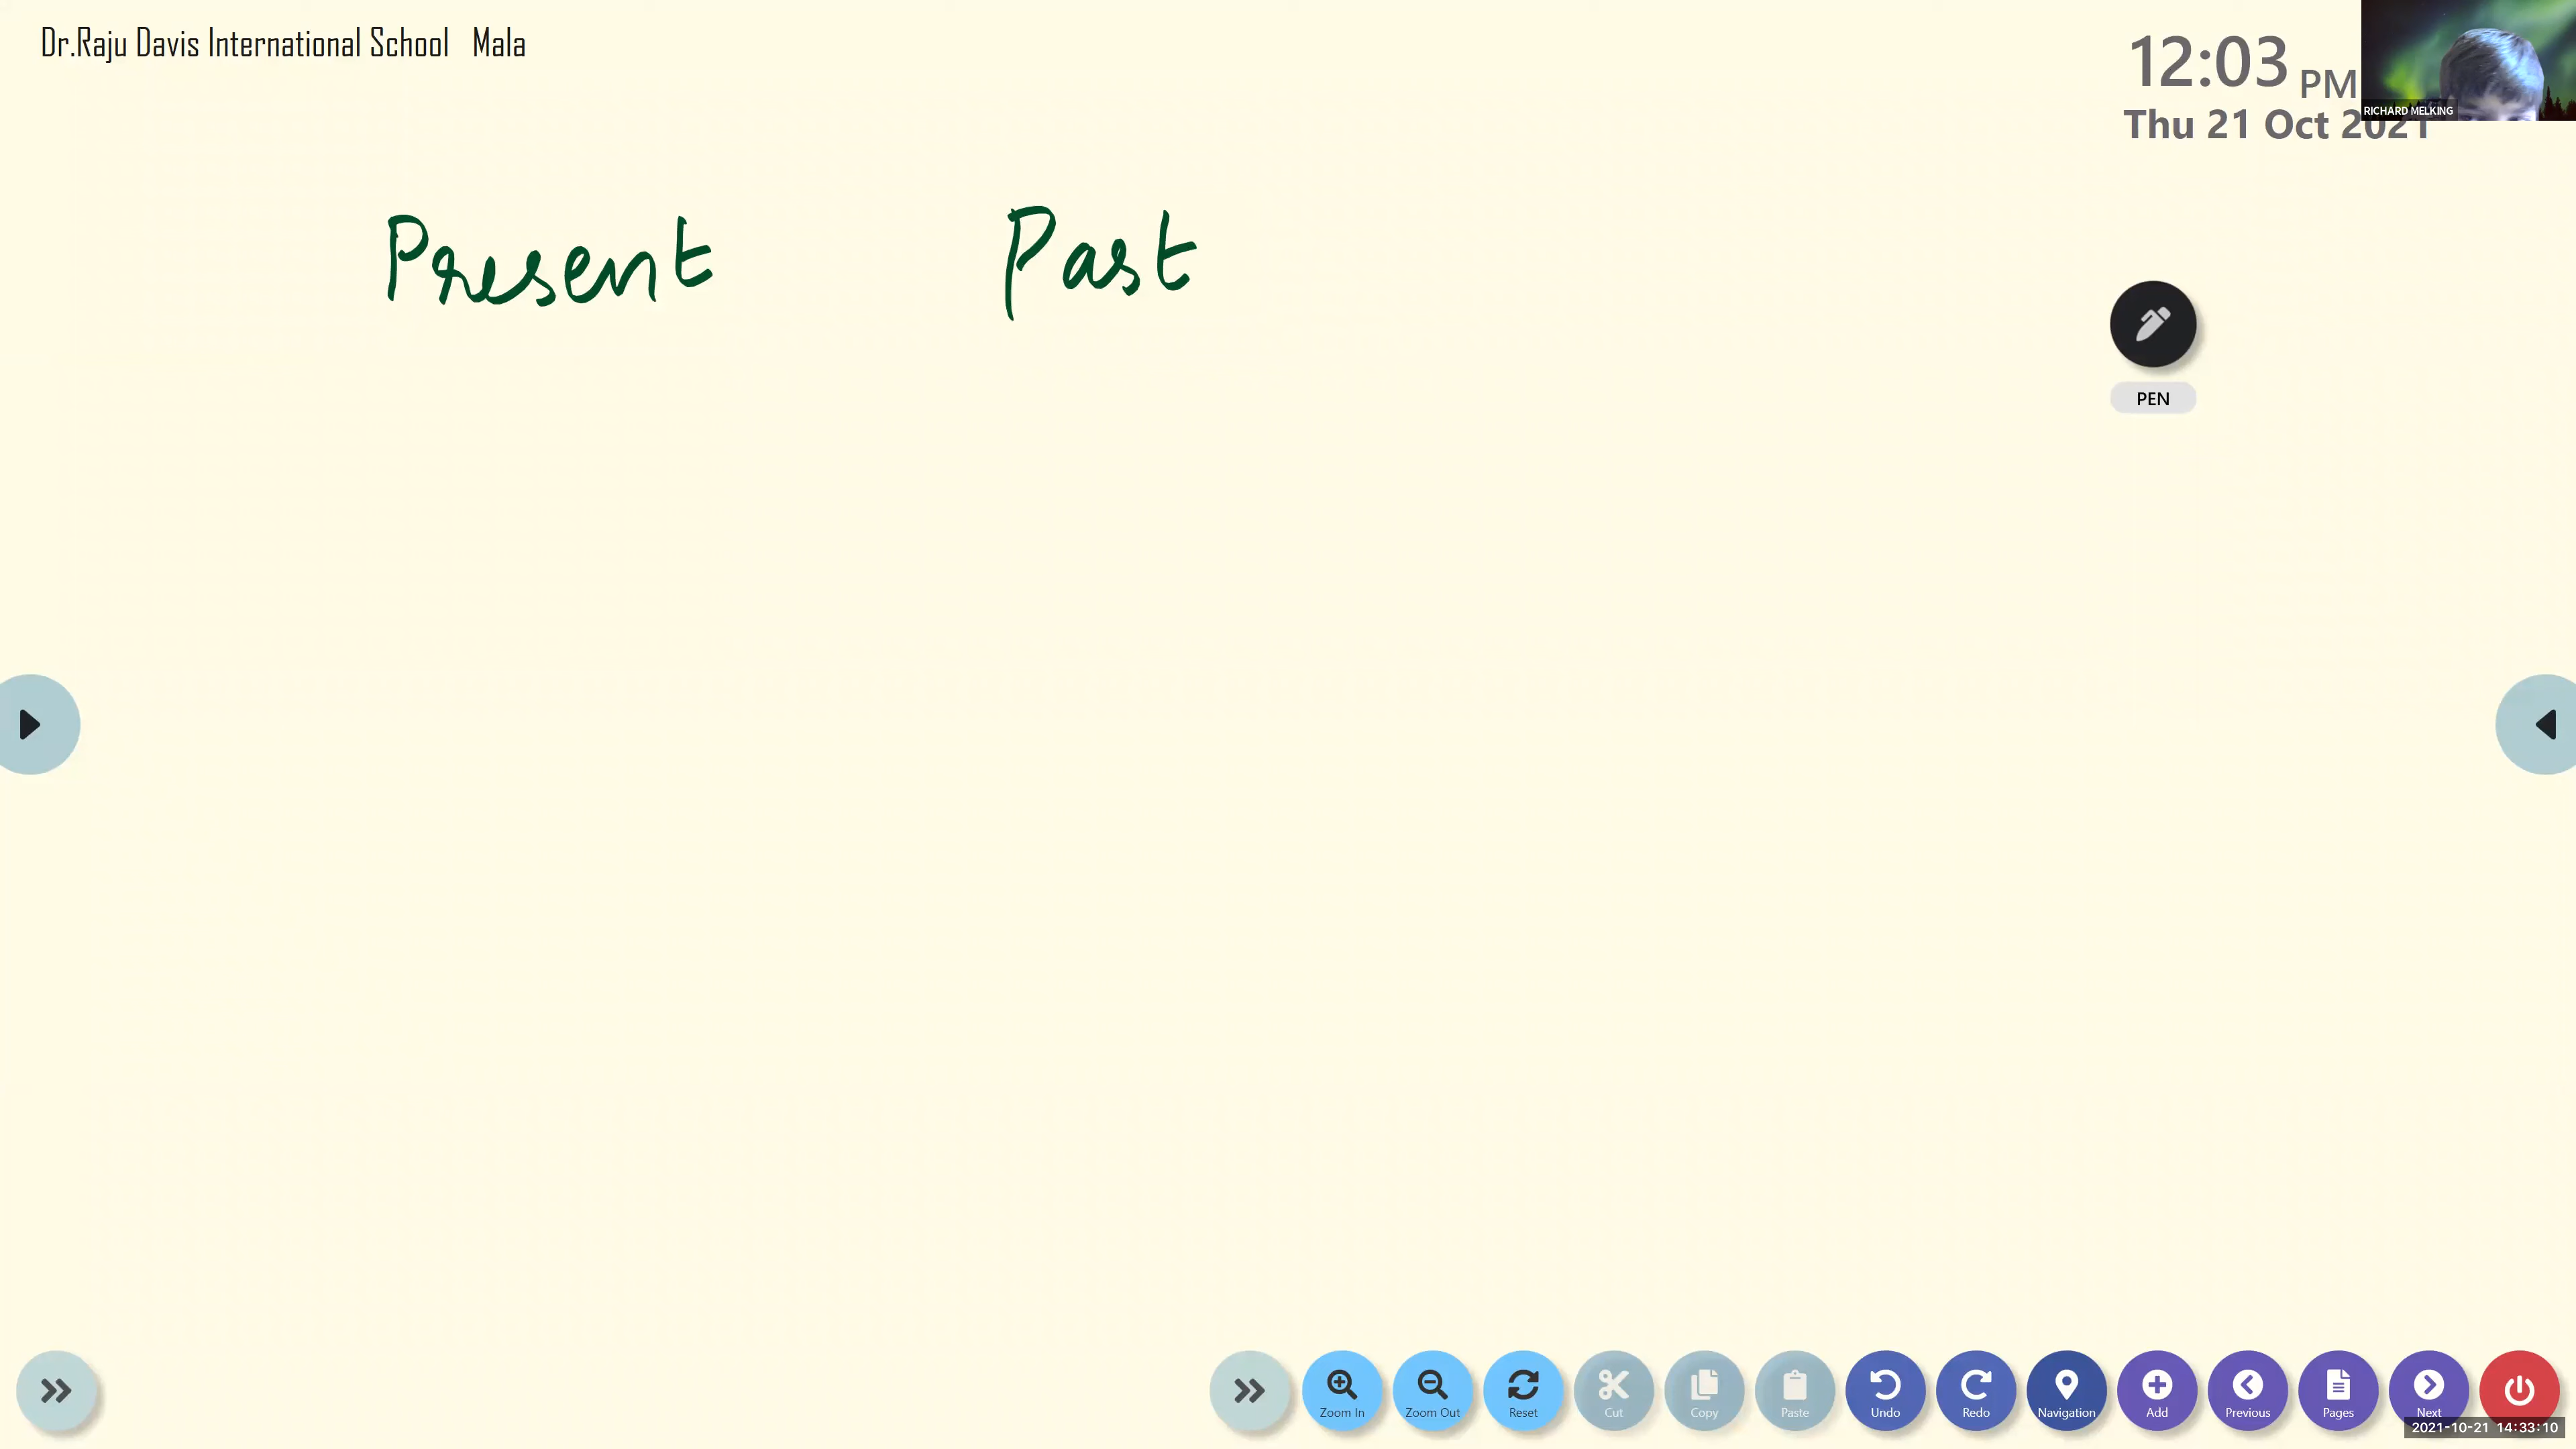 Dr.Raju Davis International School Mala
12:03 PM
Thu 21 Oct 2021
RICHARD MELKING
Present Past
PEN
Zoom In Zoom Out Reset Cut Copy Paste Undo Redo Navigation Add Previous Pages Next
2021-10-21 14:33:10